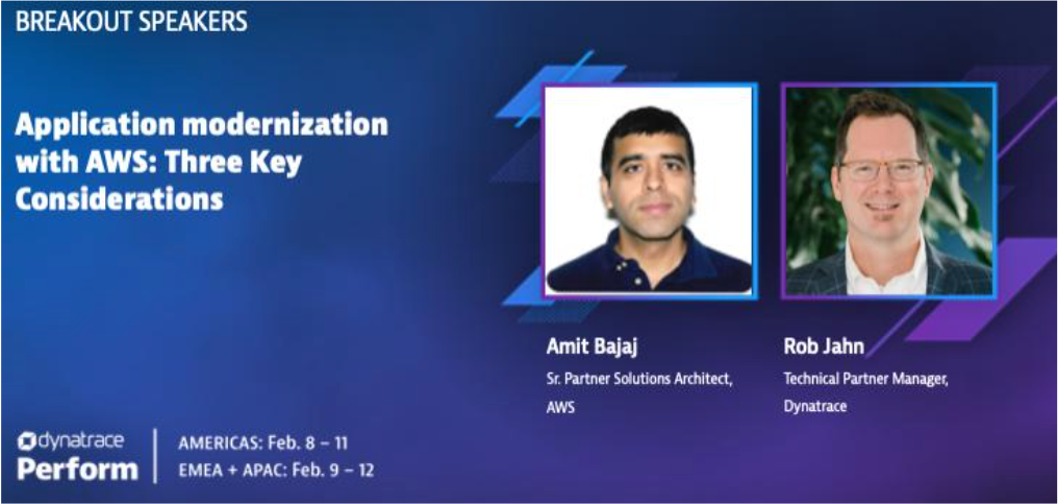 BREAKOUT SPEAKERS
Application modernization
with AWS: Three Key
Considerations
Amit Bajaj
Sr. Partner Solutions Architect,
AWS
Rob Jahn
Technical Partner Manager,
Dynatrace
dynatrace
Perform
AMERICAS: Feb. 8 – 11
EMEA + APAC: Feb. 9 – 12